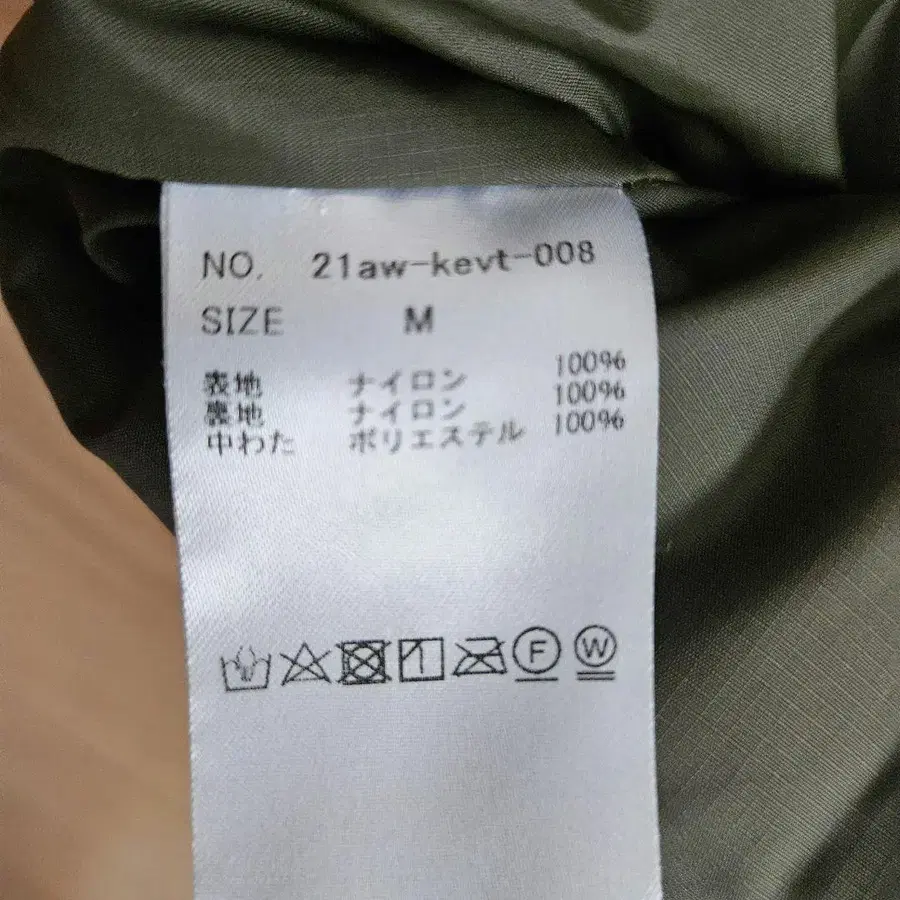 NO. 21aw-kevt-008
SIZE M
表地 ナイロン 100%
裏地 ナイロン 100%
中わた ポリエステル 100%
F W